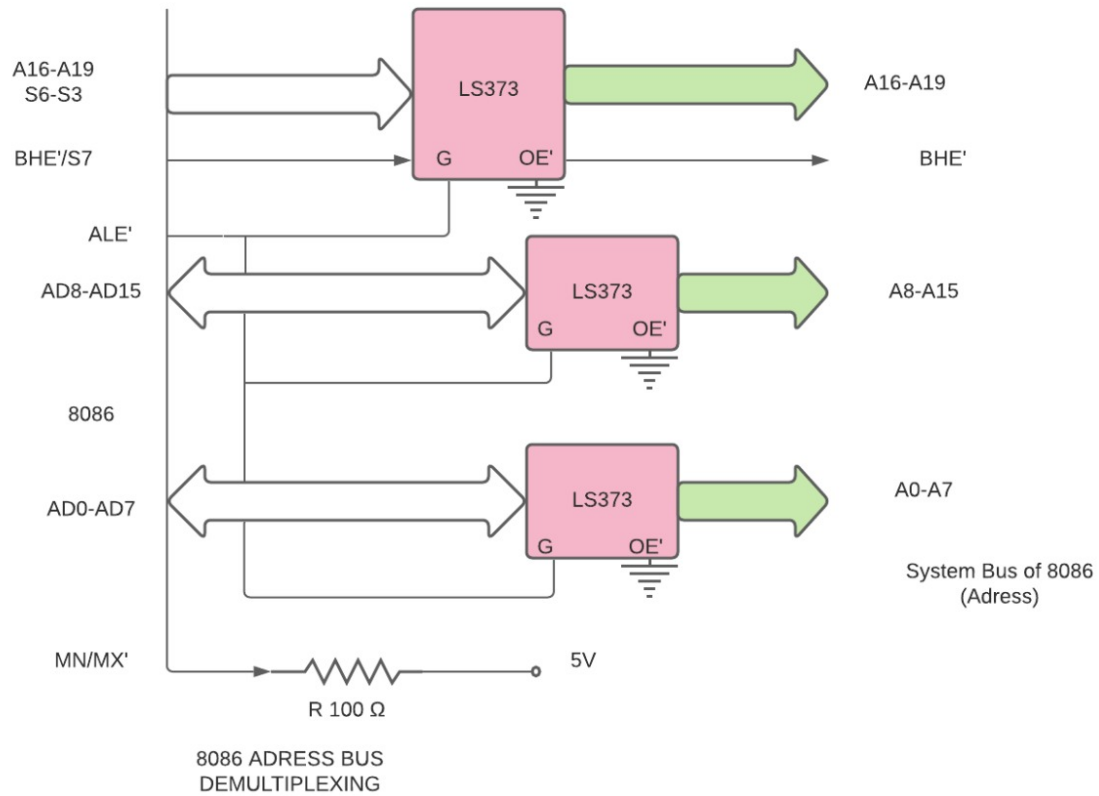 A16-A19
S6-S3
LS373
A16-A19
BHE'/S7
G
OE'
BHE'
ALE'
AD8-AD15
LS373
A8-A15
G
OE'
8086
AD0-AD7
LS373
A0-A7
G
OE'
System Bus of 8086
(Adress)
MN/MX'
5V
R 100 Ω
8086 ADRESS BUS
DEMULTIPLEXING